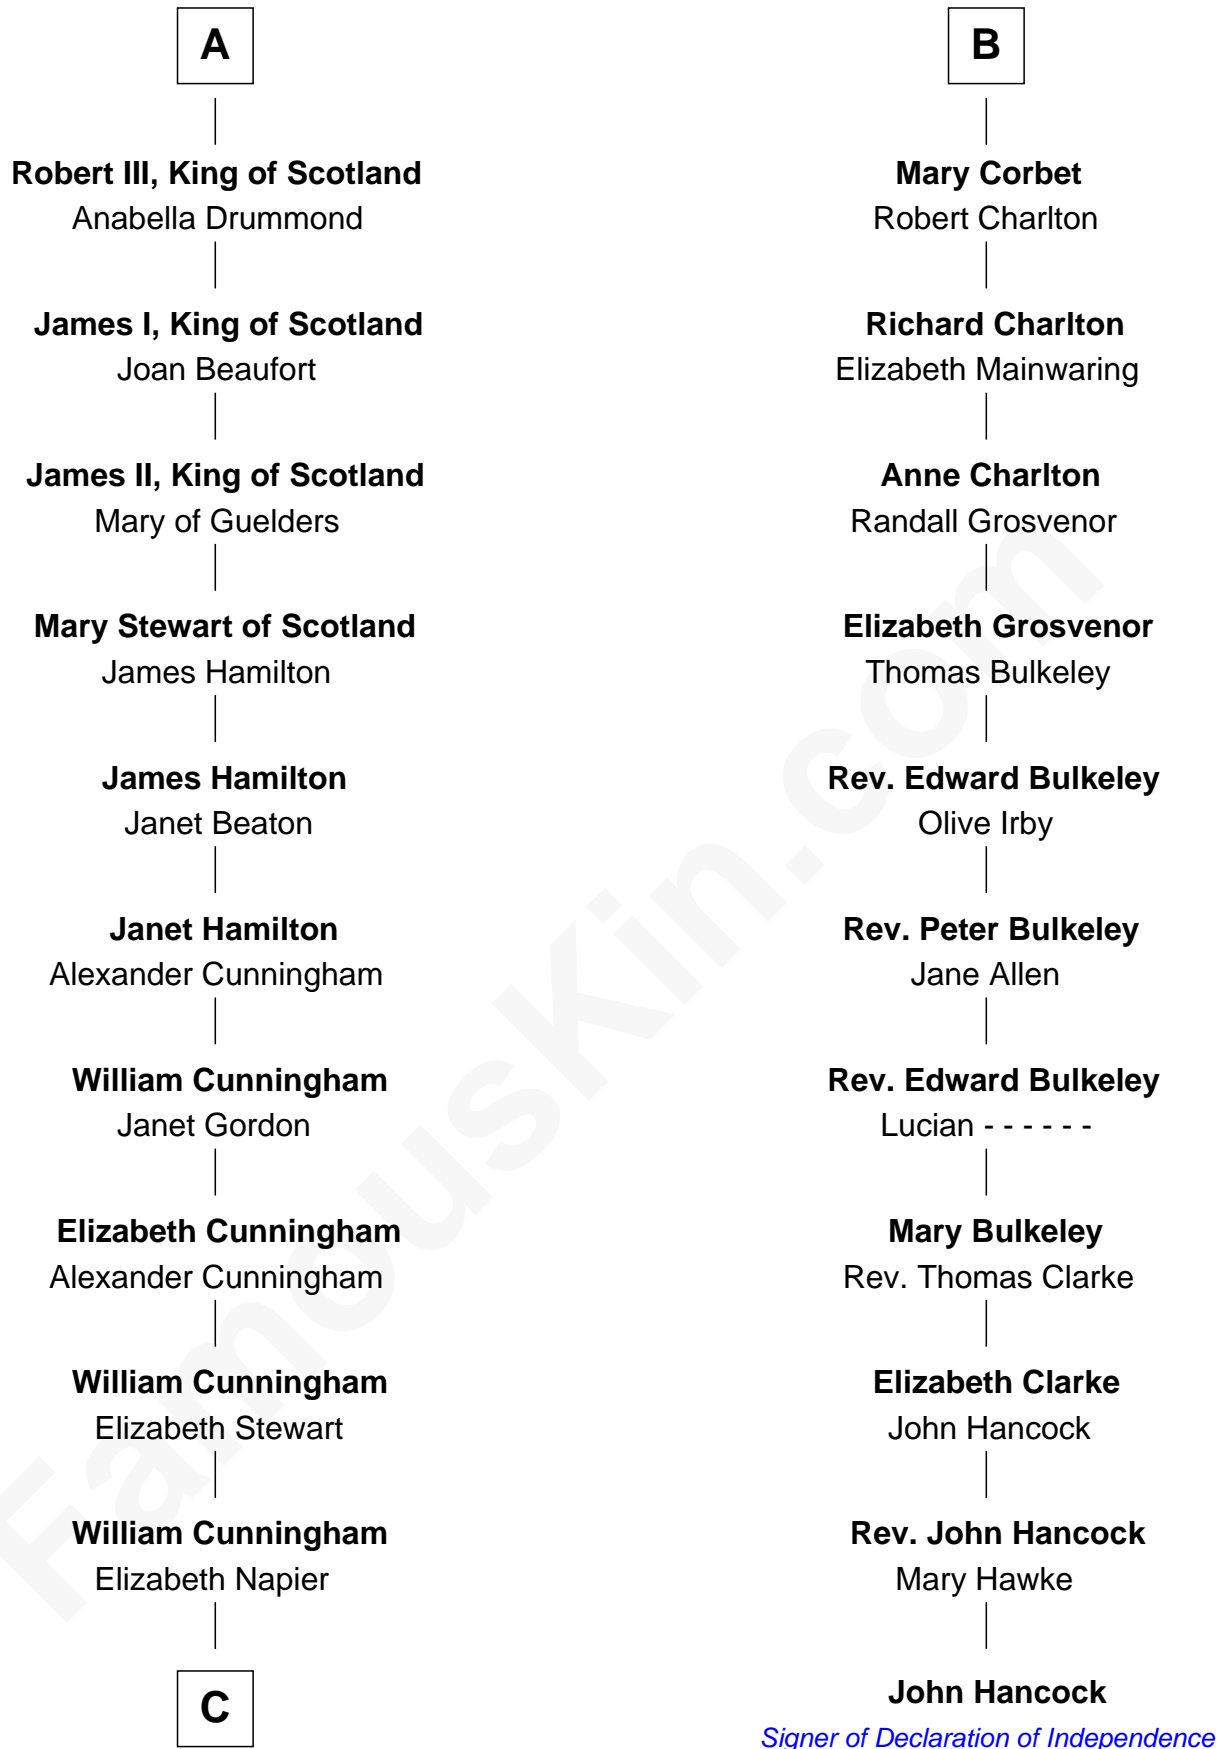 A
Robert III, King of Scotland
Anabella Drummond
James I, King of Scotland
Joan Beaufort
James II, King of Scotland
Mary of Guelders
Mary Stewart of Scotland
James Hamilton
James Hamilton
Janet Beaton
Janet Hamilton
Alexander Cunningham
William Cunningham
Janet Gordon
Elizabeth Cunningham
Alexander Cunningham
William Cunningham
Elizabeth Stewart
William Cunningham
Elizabeth Napier
C
B
Mary Corbet
Robert Charlton
Richard Charlton
Elizabeth Mainwaring
Anne Charlton
Randall Grosvenor
Elizabeth Grosvenor
Thomas Bulkeley
Rev. Edward Bulkeley
Olive Irby
Rev. Peter Bulkeley
Jane Allen
Rev. Edward Bulkeley
Lucian - - - - - -
Mary Bulkeley
Rev. Thomas Clarke
Elizabeth Clarke
John Hancock
Rev. John Hancock
Mary Hawke
John Hancock
Signer of Declaration of Independence
FamousKin.com